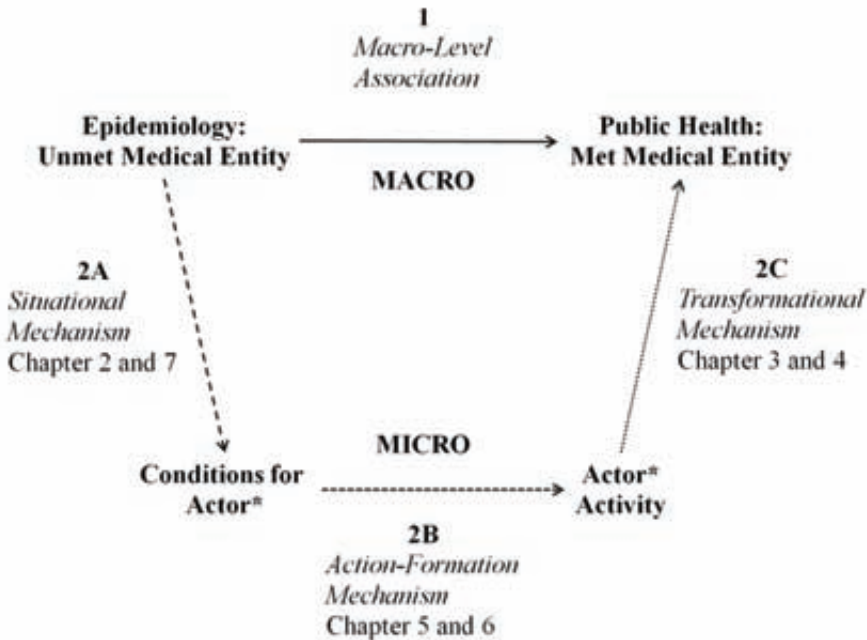 1
Macro-Level
Association
Epidemiology:
Unmet Medical Entity
Public Health:
Met Medical Entity
MACRO
2A
Situational
Mechanism
Chapter 2 and 7
2C
Transformational
Mechanism
Chapter 3 and 4
MICRO
Conditions for
Actor*
Actor*
Activity
2B
Action-Formation
Mechanism
Chapter 5 and 6